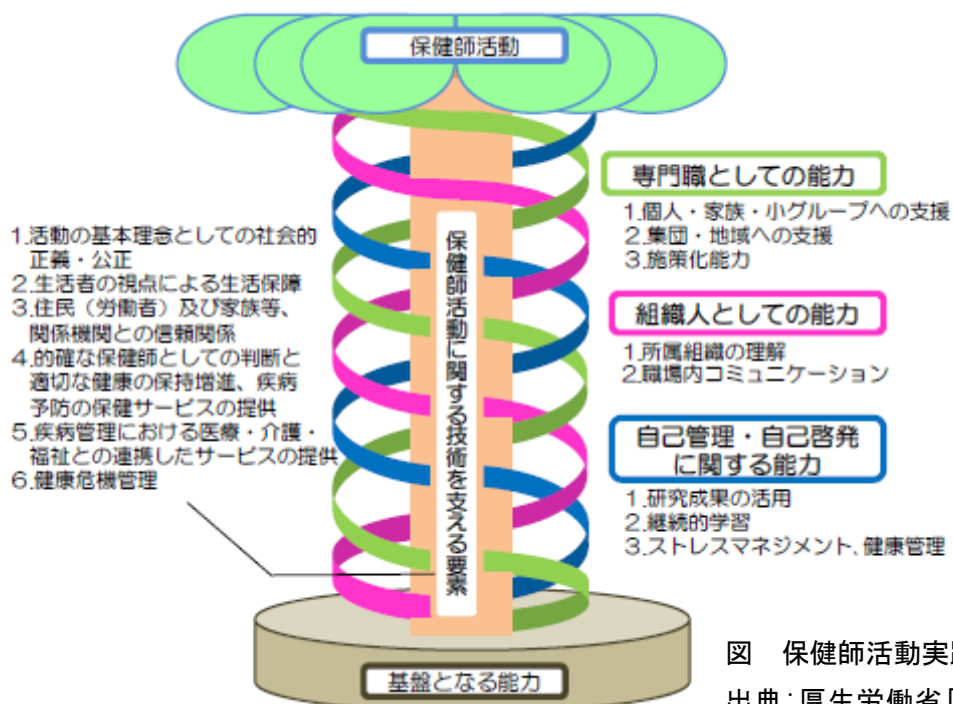 保健師活動
1.活動の基本理念としての社会的
正義・公正
2.生活者の視点による生活保障
3.住民（労働者）及び家族等、
関係機関との信頼関係
4.的確な保健師としての判断と
適切な健康の保持増進、疾病
予防の保健サービスの提供
5.疾病管理における医療・介護・
福祉との連携したサービスの提供
6.健康危機管理
保健師活動に関する技術を支える要素
専門職としての能力
1.個人・家族・小グループへの支援
2.集団・地域への支援
3.施策化能力
組織人としての能力
1.所属組織の理解
2.職場内コミュニケーション
自己管理・自己啓発
に関する能力
1.研究成果の活用
2.継続的学習
3.ストレスマネジメント、健康管理
基盤となる能力
図　保健師活動実
出典：厚生労働省